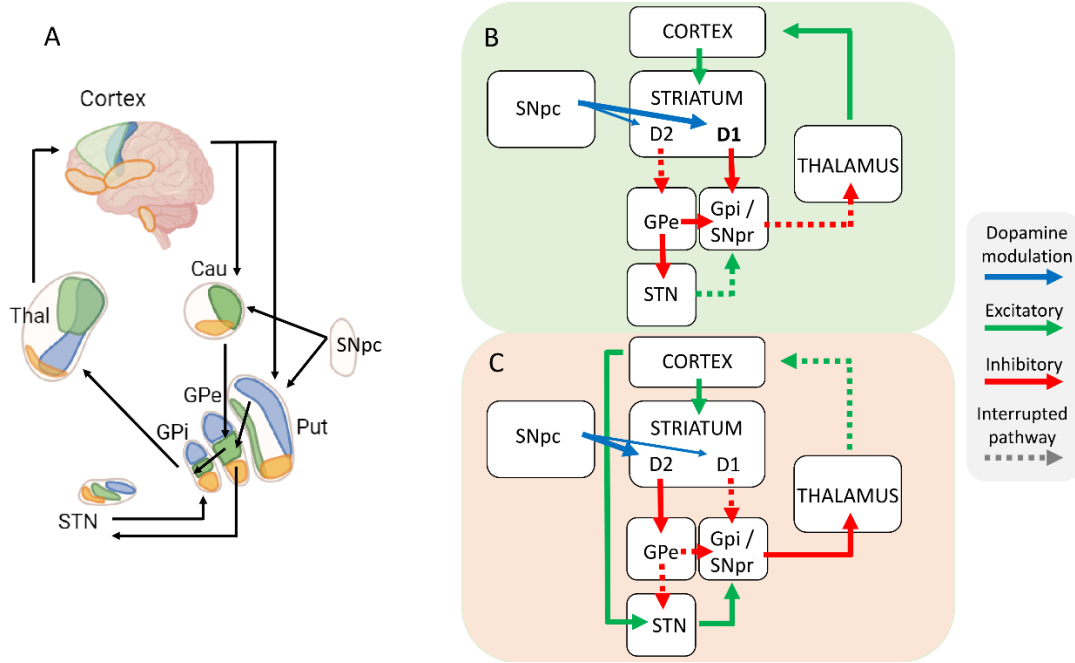 A
Cortex
Thal
Cau
SNpc
GPe
GPi
Put
STN
B
CORTEX
SNpc
STRIATUM
D2
D1
THALAMUS
GPe
Gpi /
SNpr
STN
C
CORTEX
SNpc
STRIATUM
D2
D1
THALAMUS
GPe
Gpi /
SNpr
STN
Dopamine
modulation
Excitatory
Inhibitory
Interrupted
pathway